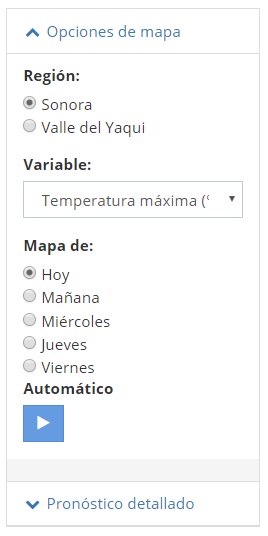 Opciones de mapa
Región:
Sonora
Valle del Yaqui
Variable:
Temperatura máxima (°
Mapa de:
Hoy
Mañana
Miércoles
Jueves
Viernes
Automático
Pronóstico detallado